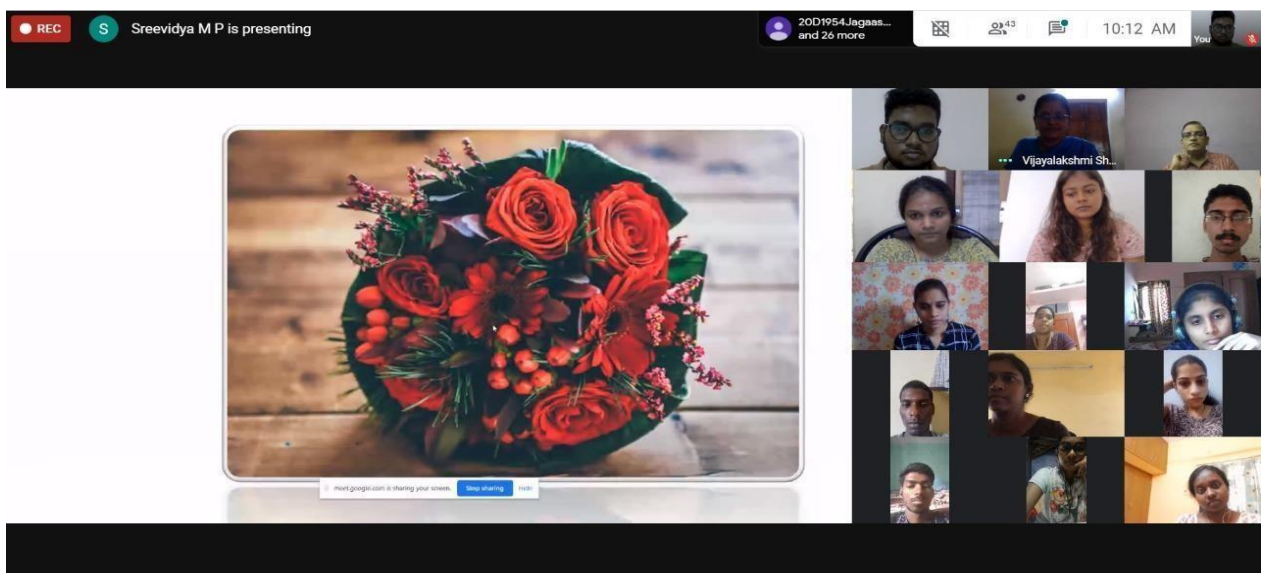 REC
S
Sreevidya M P is presenting
20D1954Jagaas...
and 26 more
43
10:12 AM
You
Vijayalakshmi Sh...
meet.google.com is sharing your screen.
Stop sharing
Hide